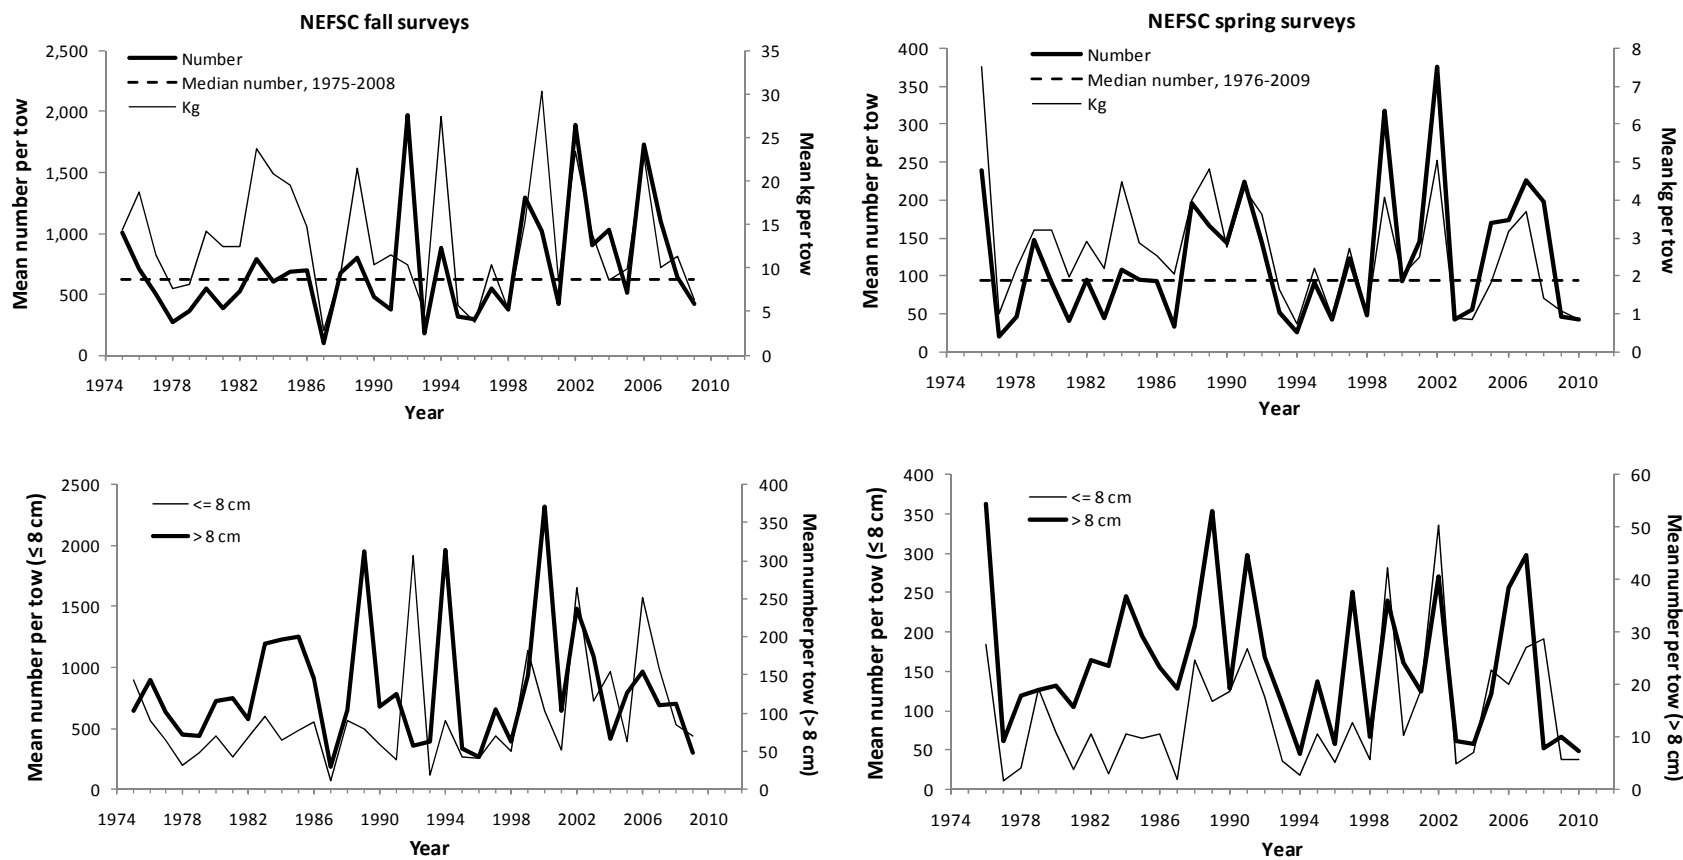 NEFSC fall surveys
Number
Median number, 1975-2008
Kg
2,500
2,000
1,500
1,000
500
0
35
30
25
20
15
10
5
0
Mean number per tow
Mean kg per tow
1974 1978 1982 1986 1990 1994 1998 2002 2006 2010
Year
NEFSC spring surveys
Number
Median number, 1976-2009
Kg
400
350
300
250
200
150
100
50
0
8
7
6
5
4
3
2
1
0
Mean number per tow
Mean kg per tow
1974 1978 1982 1986 1990 1994 1998 2002 2006 2010
Year
<= 8 cm
> 8 cm
2500
2000
1500
1000
500
0
400
350
300
250
200
150
100
50
0
Mean number per tow (≤ 8 cm)
Mean number per tow (> 8 cm)
1974 1978 1982 1986 1990 1994 1998 2002 2006 2010
Year
<= 8 cm
> 8 cm
400
350
300
250
200
150
100
50
0
60
50
40
30
20
10
0
Mean number per tow (≤ 8 cm)
Mean number per tow (> 8 cm)
1974 1978 1982 1986 1990 1994 1998 2002 2006 2010
Year